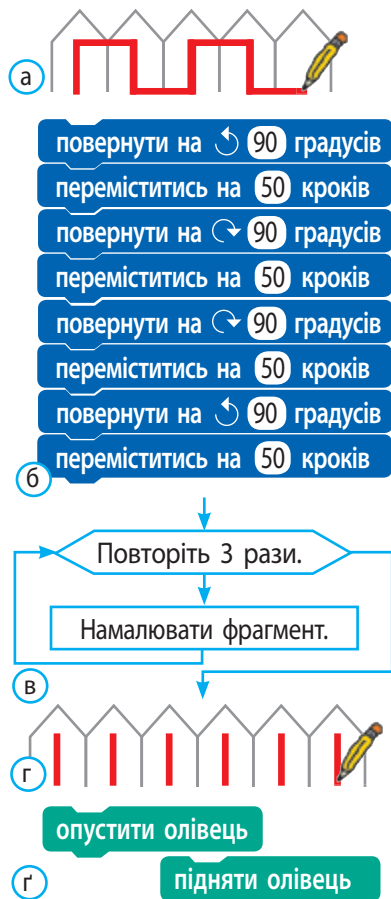 а
повернути на 90 градусів
переміститись на 50 кроків
повернути на 90 градусів
переміститись на 50 кроків
повернути на 90 градусів
переміститись на 50 кроків
повернути на 90 градусів
переміститись на 50 кроків
б
Повторіть 3 рази.
Намалювати фрагмент.
в
г
опустити олівець
підняти олівець
ґ